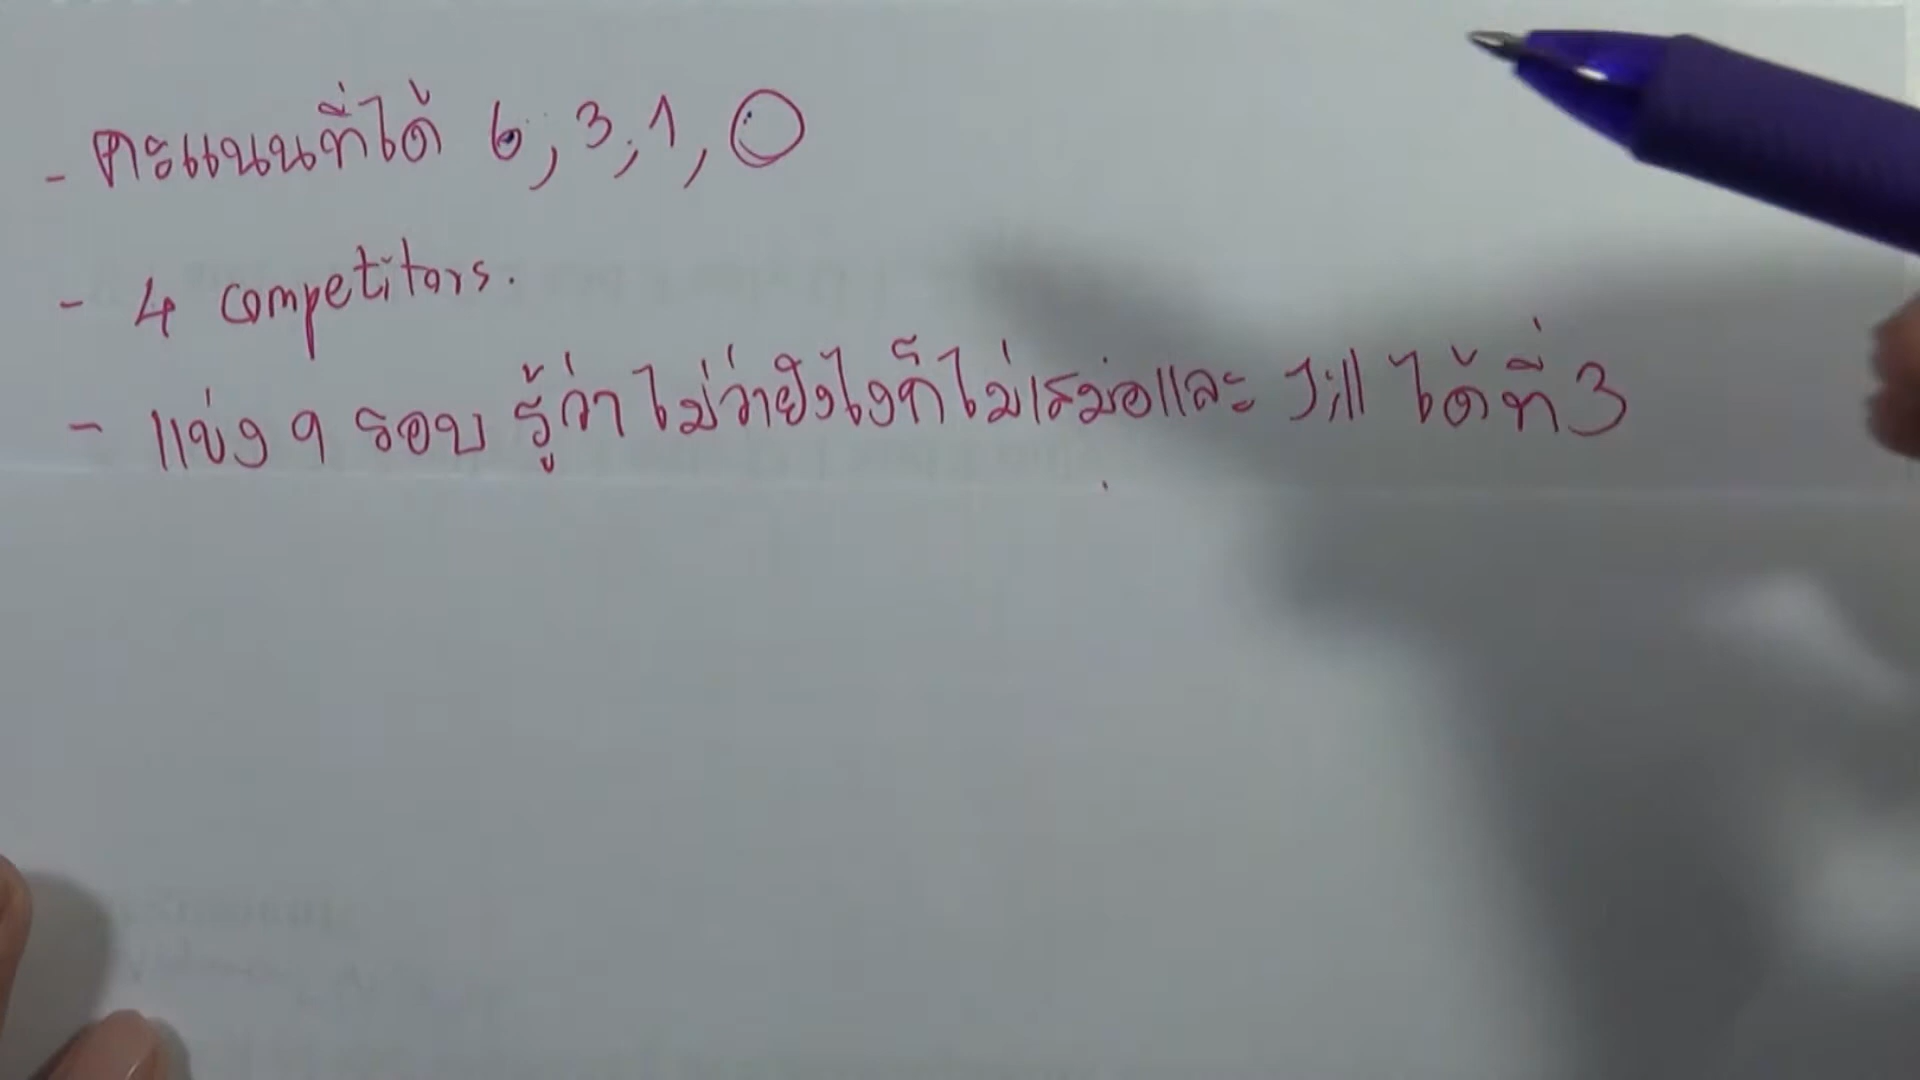 - คะแนนที่ได้ 6, 3, 1, 0
- 4 competitors.
- แข่ง 9 รอบ รู้ว่าไม่ว่ายังไงก็ไม่เสมอและ Jill ได้ที่ 3